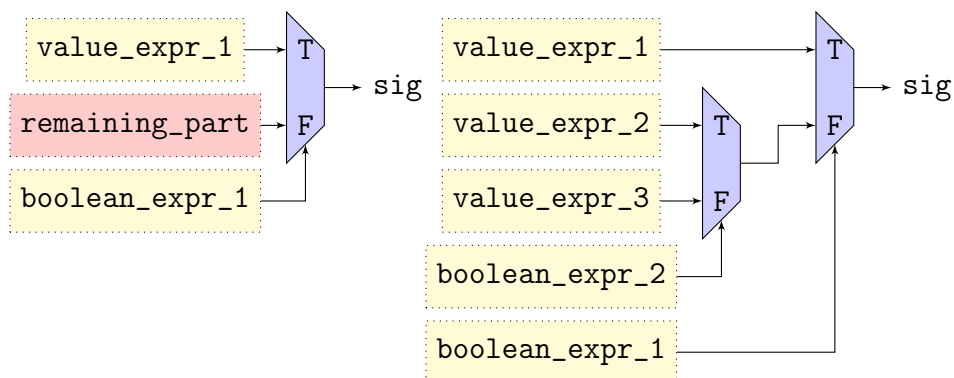 value_expr_1
T
sig
remaining_part
F
boolean_expr_1
value_expr_1
T
sig
value_expr_2
T
F
value_expr_3
F
boolean_expr_2
boolean_expr_1